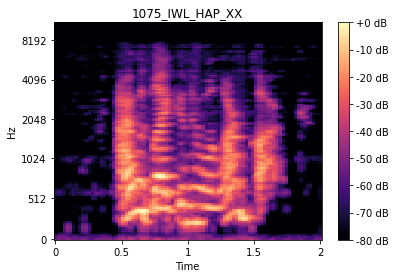 1075_IWL_HAP_XX
+0 dB
8192
-10 dB
4096
-20 dB
-30 dB
2048
Hz
-40 dB
1024
-50 dB
512
-60 dB
-70 dB
0
-80 dB
0 0.5 1 1.5 2
Time